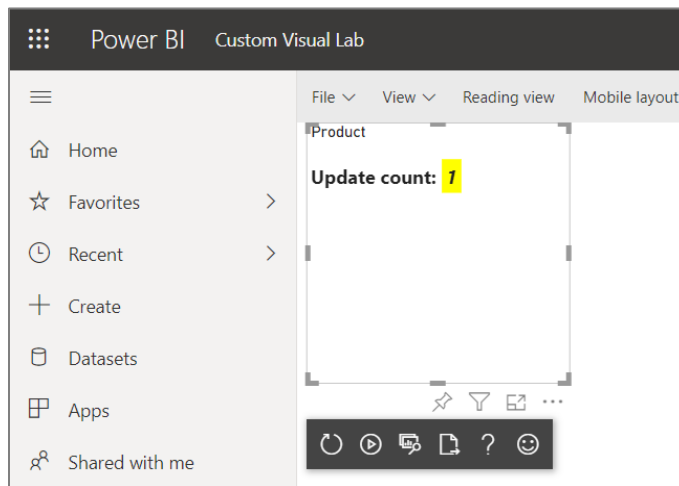 Power BI Custom Visual Lab
File View Reading view Mobile layout
Product
Update count: 1
Home
Favorites
Recent
Create
Datasets
Apps
Shared with me
?